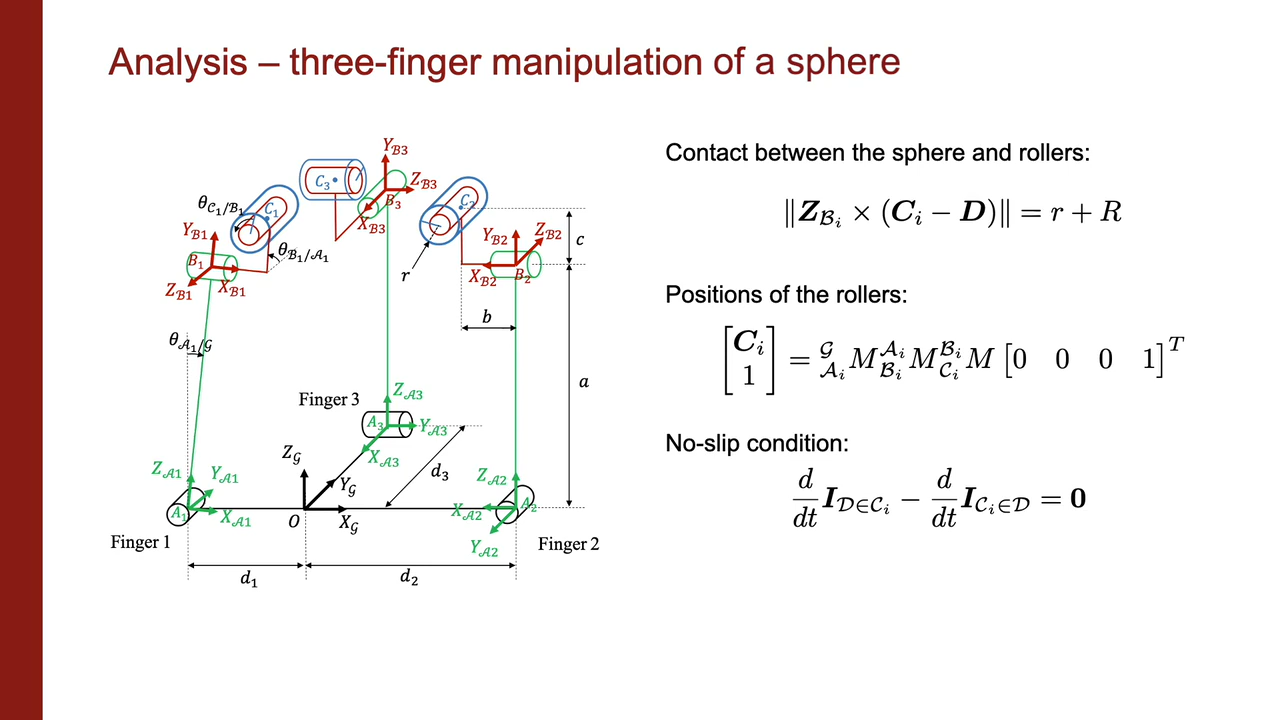 Analysis – three-finger manipulation of a sphere
Y_{ℬ3}
Z_{ℬ3}
C_3
B_3
X_{ℬ3}
θ_{𝒞_1/ℬ_1}
C_1
C_2
Y_{ℬ1}
θ_{ℬ_1/𝒜_1}
B_1
Z_{ℬ1}
X_{ℬ1}
r
Y_{ℬ2}
Z_{ℬ2}
X_{ℬ2}
B_2
c
b
a
θ_{𝒜_1/𝒢}
Finger 3
Z_{𝒜3}
A_3
Y_{𝒜3}
X_{𝒜3}
d_3
Z_𝒢
Y_𝒢
X_𝒢
O
Z_{𝒜1}
Y_{𝒜1}
A_1
X_{𝒜1}
Z_{𝒜2}
X_{𝒜2}
A_2
Y_{𝒜2}
Finger 1
Finger 2
d_1
d_2
Contact between the sphere and rollers:
‖Z_{ℬ_i} × (C_i − D)‖ = r + R
Positions of the rollers:
[C_i 1] = ^𝒢_{𝒜_i}M ^{𝒜_i}_{ℬ_i}M ^{ℬ_i}_{𝒞_i}M [0 0 0 1]^T
No-slip condition:
d/dt I_{𝒟∈𝒞_i} − d/dt I_{𝒞_i∈𝒟} = 0